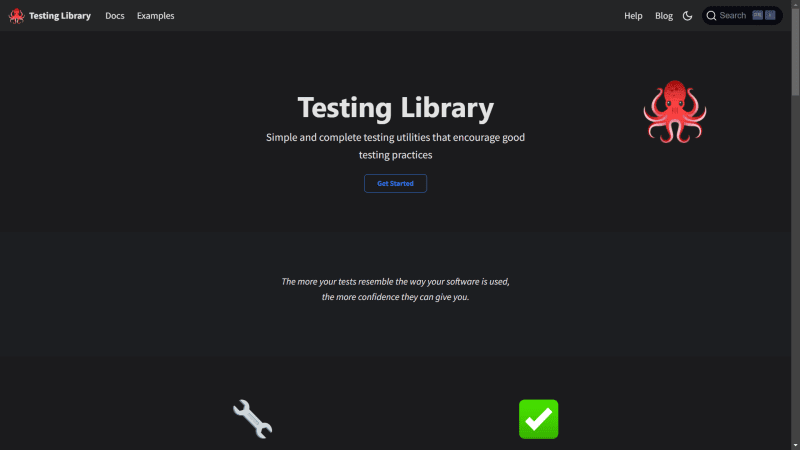 Testing Library
Docs
Examples
Help
Blog
Search
Testing Library
Simple and complete testing utilities that encourage good
testing practices
Get Started
The more your tests resemble the way your software is used,
the more confidence they can give you.